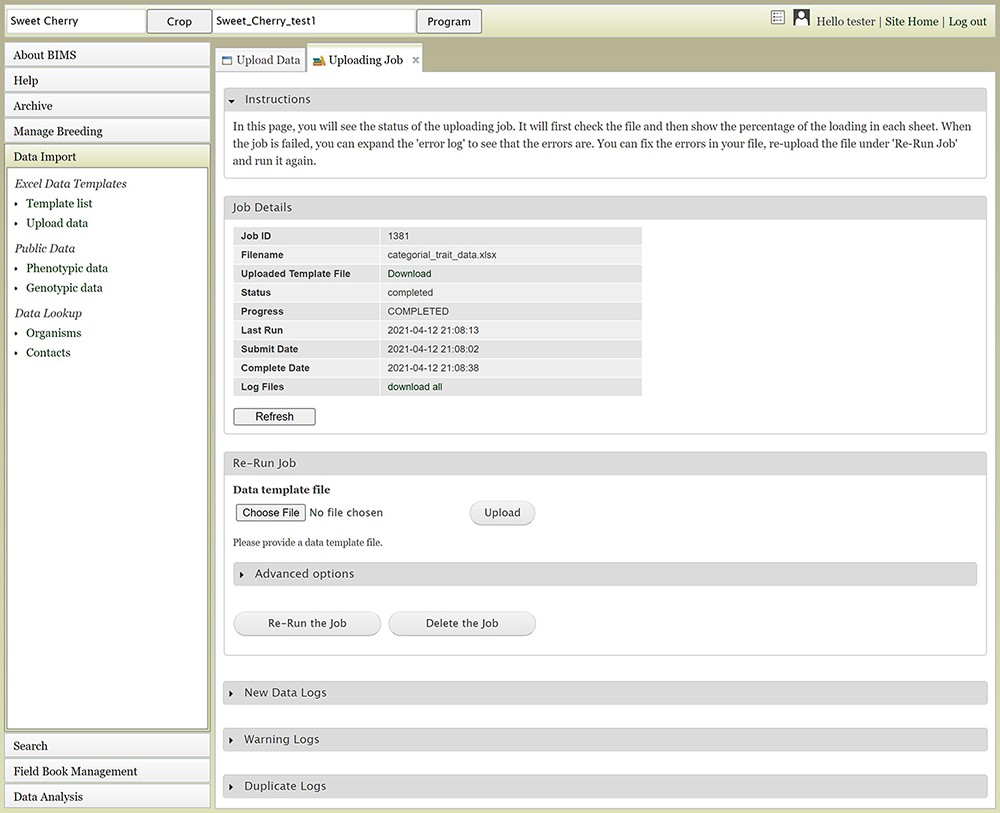 Sweet Cherry Crop Sweet_Cherry_test1 Program Hello tester | Site Home | Log out
About BIMS
Help
Archive
Manage Breeding
Data Import
Excel Data Templates
Template list
Upload data
Public Data
Phenotypic data
Genotypic data
Data Lookup
Organisms
Contacts
Search
Field Book Management
Data Analysis
Upload Data Uploading Job
Instructions
In this page, you will see the status of the uploading job. It will first check the file and then show the percentage of the loading in each sheet. When
the job is failed, you can expand the 'error log' to see that the errors are. You can fix the errors in your file, re-upload the file under 'Re-Run Job'
and run it again.
Job Details
Job ID 1381
Filename categorial_trait_data.xlsx
Uploaded Template File Download
Status completed
Progress COMPLETED
Last Run 2021-04-12 21:08:13
Submit Date 2021-04-12 21:08:02
Complete Date 2021-04-12 21:08:38
Log Files download all
Refresh
Re-Run Job
Data template file
Choose File No file chosen Upload
Please provide a data template file.
Advanced options
Re-Run the Job Delete the Job
New Data Logs
Warning Logs
Duplicate Logs